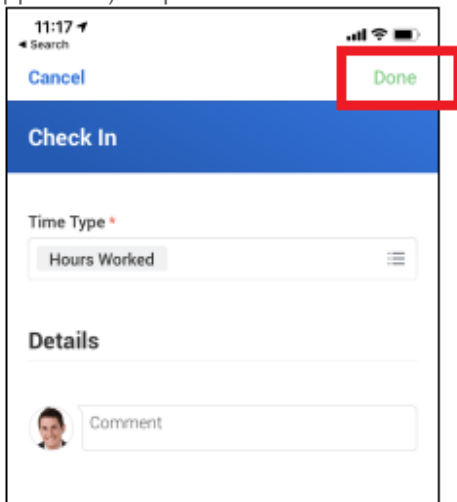 11:17
Search
Cancel
Done
Check In
Time Type *
Hours Worked
Details
Comment